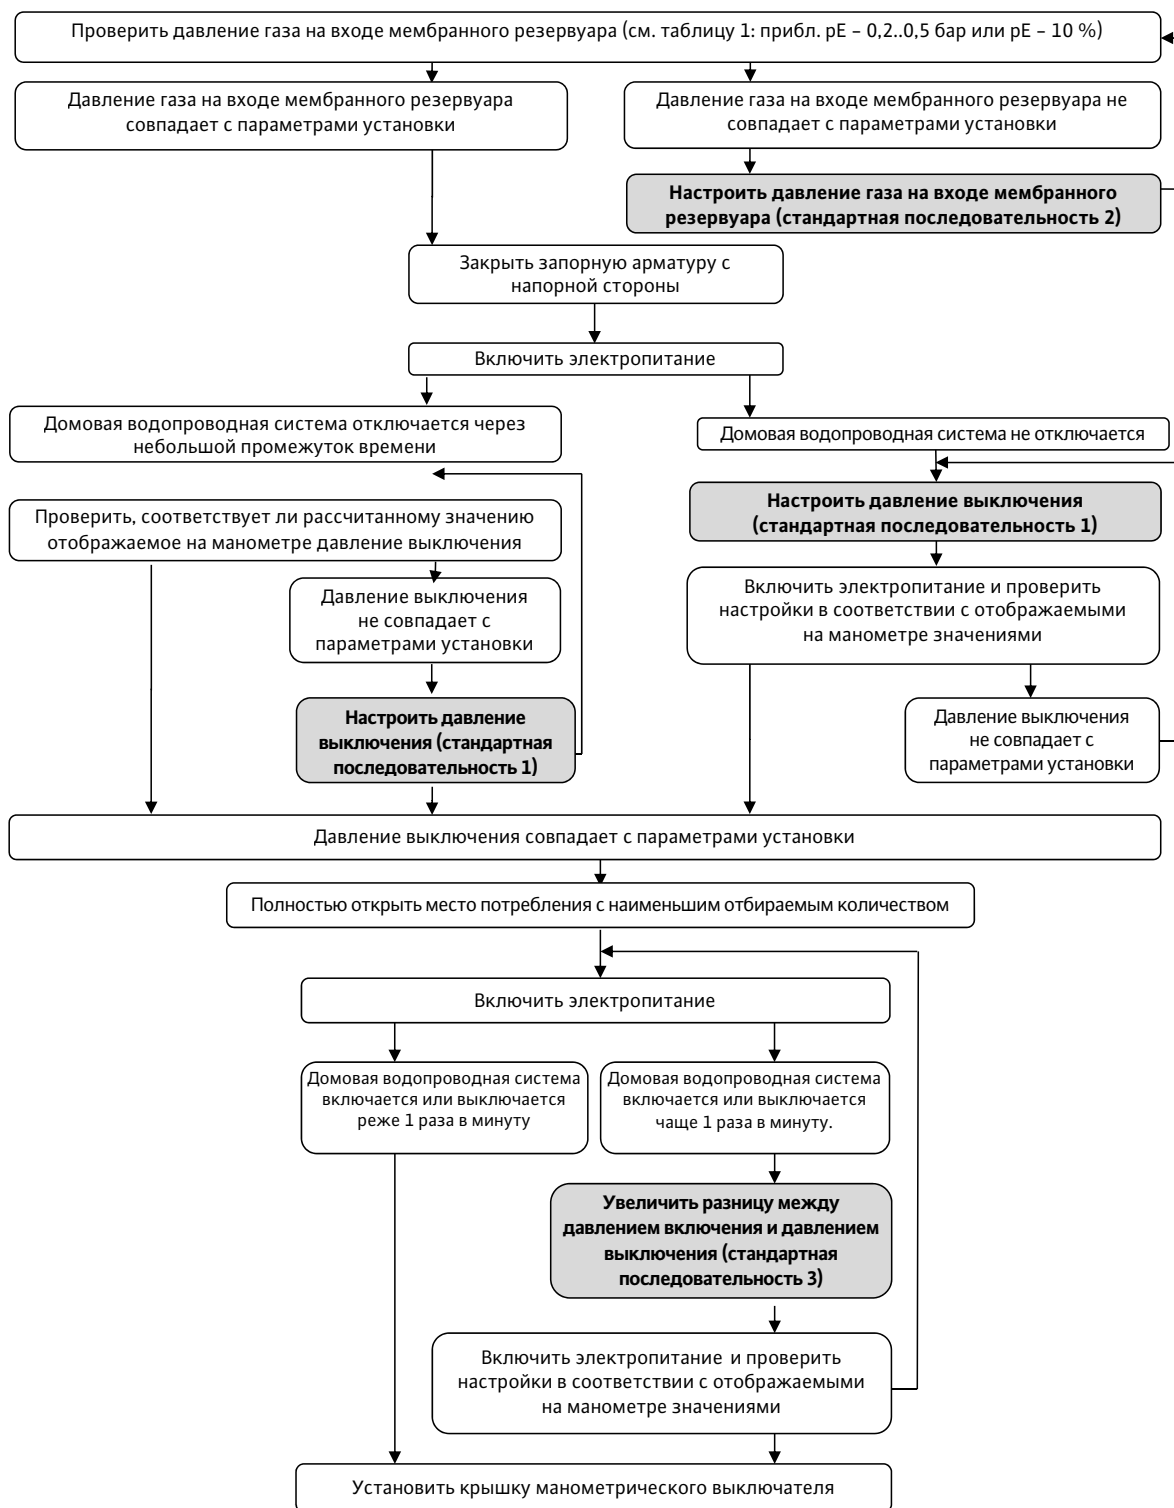 Проверить давление газа на входе мембранного резервуара (см. таблицу 1: прибл. pE – 0,2..0,5 бар или pE – 10 %)
Давление газа на входе мембранного резервуара
совпадает с параметрами установки
Давление газа на входе мембранного резервуара не
совпадает с параметрами установки
Настроить давление газа на входе мембранного
резервуара (стандартная последовательность 2)
Закрыть запорную арматуру с
напорной стороны
Включить электропитание
Домовая водопроводная система отключается через
небольшой промежуток времени
Домовая водопроводная система не отключается
Настроить давление выключения
(стандартная последовательность 1)
Проверить, соответствует ли рассчитанному значению
отображаемое на манометре давление выключения
Включить электропитание и проверить
настройки в соответствии с отображаемыми
на манометре значениями
Давление выключения
не совпадает с
параметрами установки
Настроить давление
выключения (стандартная
последовательность 1)
Давление выключения
не совпадает с
параметрами установки
Давление выключения совпадает с параметрами установки
Полностью открыть место потребления с наименьшим отбираемым количеством
Включить электропитание
Домовая водопроводная система
включается или выключается
реже 1 раза в минуту
Домовая водопроводная система
включается или выключается
чаще 1 раза в минуту.
Увеличить разницу между
давлением включения и давлением
выключения (стандартная
последовательность 3)
Включить электропитание и проверить
настройки в соответствии с отображаемыми
на манометре значениями
Установить крышку манометрического выключателя